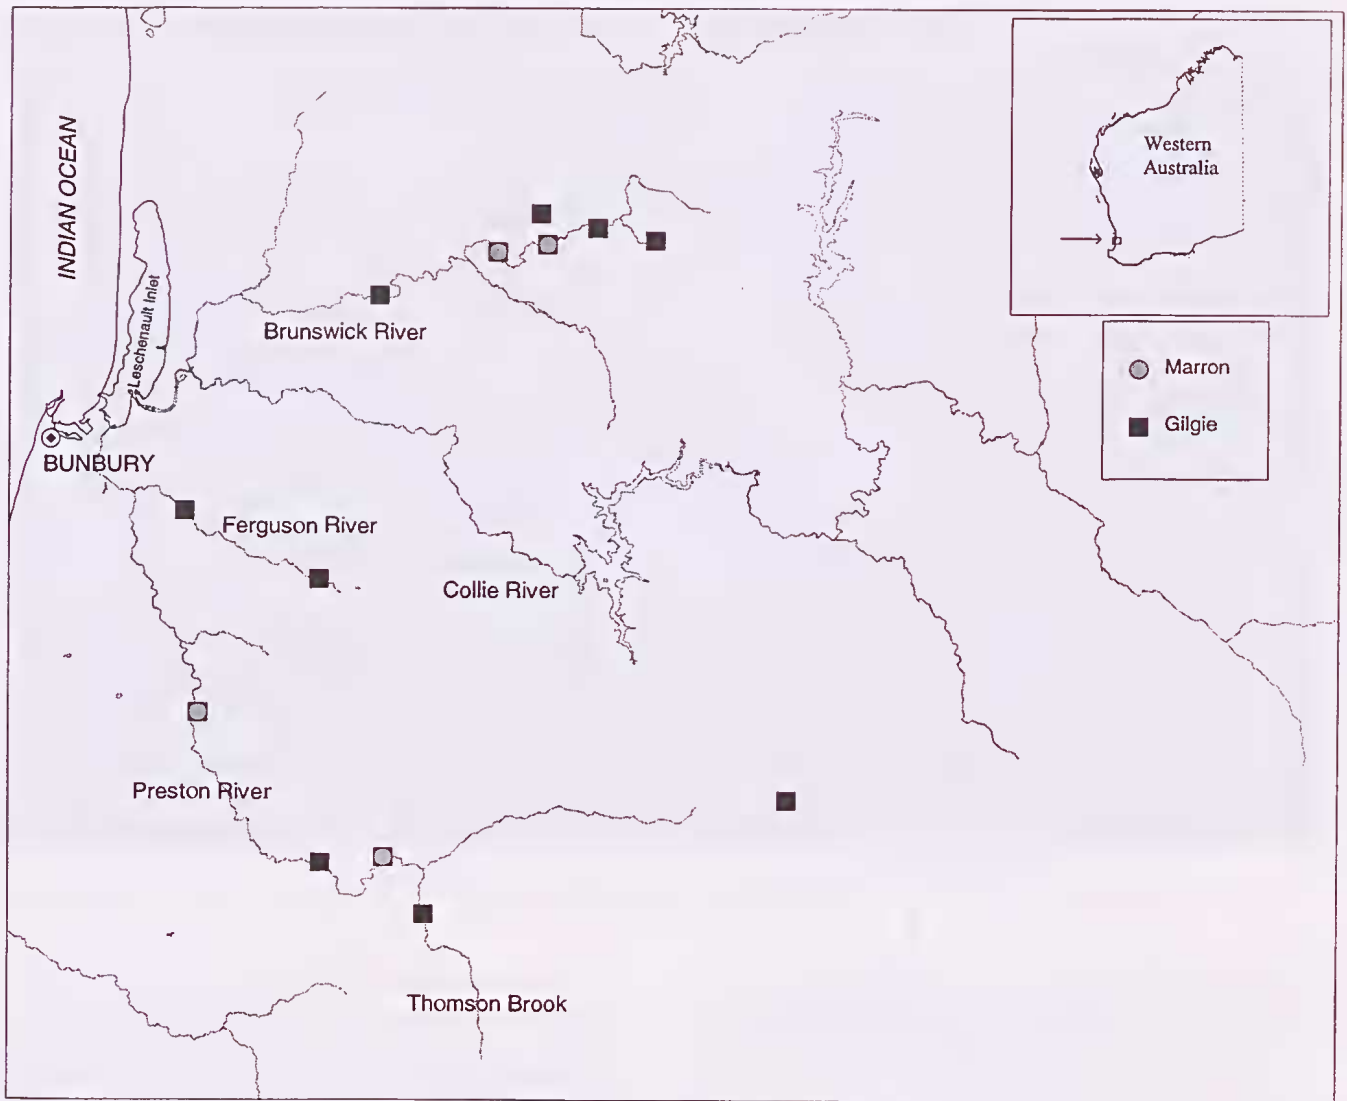 INDIAN OCEAN
Leschenault Inlet
Western
Australia
Marron
Gilgie
Brunswick River
BUNBURY
Ferguson River
Collie River
Preston River
Thomson Brook